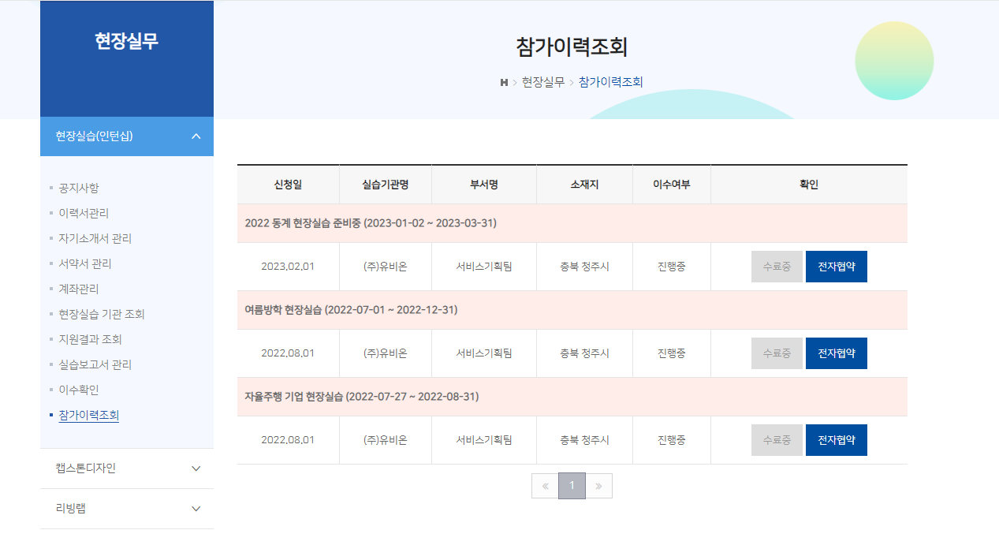 현장실무
참가이력조회
H > 현장실무 > 참가이력조회
현장실습(인턴십)
공지사항
이력서관리
자기소개서 관리
서약서 관리
계좌관리
현장실습 기관 조회
지원결과 조회
실습보고서 관리
이수확인
참가이력조회
캡스톤디자인
리빙랩
신청일 실습기관명 부서명 소재지 이수여부 확인
2022 동계 현장실습 준비중 (2023-01-02 ~ 2023-03-31)
2023.02.01 (주)유비온 서비스기획팀 충북 청주시 진행중 수료중 전자협약
여름방학 현장실습 (2022-07-01 ~ 2022-12-31)
2022.08.01 (주)유비온 서비스기획팀 충북 청주시 진행중 수료중 전자협약
자율주행 기업 현장실습 (2022-07-27 ~ 2022-08-31)
2022.08.01 (주)유비온 서비스기획팀 충북 청주시 진행중 수료중 전자협약
« 1 »